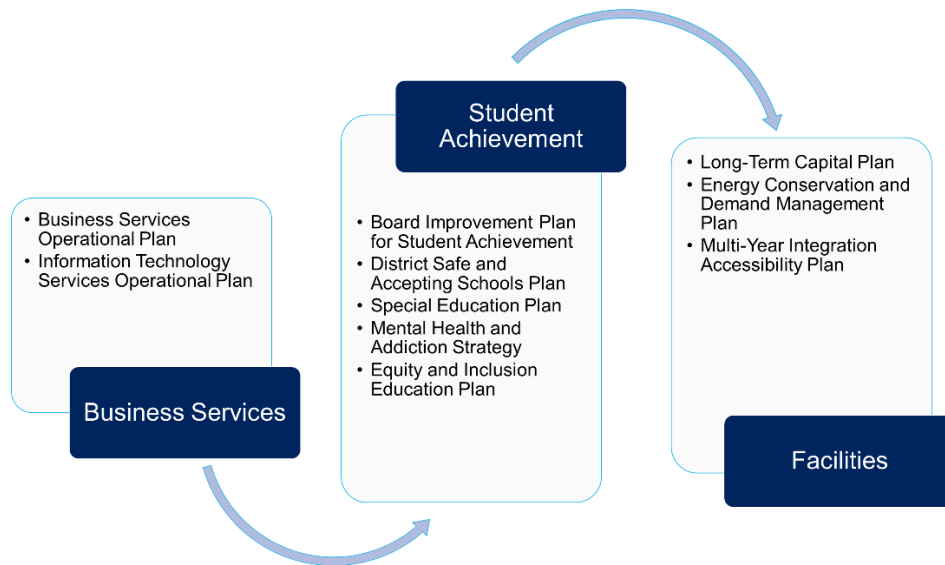 • Business Services
Operational Plan
• Information Technology
Services Operational Plan
Business Services
Student
Achievement
• Board Improvement Plan
for Student Achievement
• District Safe and
Accepting Schools Plan
• Special Education Plan
• Mental Health and
Addiction Strategy
• Equity and Inclusion
Education Plan
• Long-Term Capital Plan
• Energy Conservation and
Demand Management
Plan
• Multi-Year Integration
Accessibility Plan
Facilities